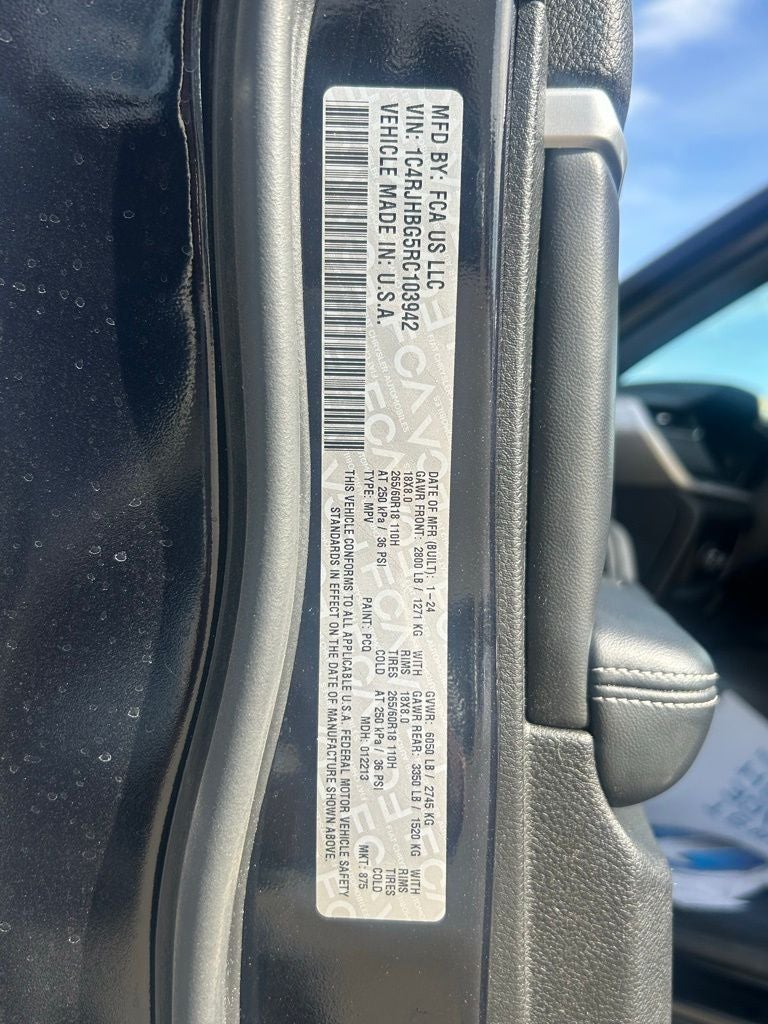 MFD BY: FCA US LLC
VIN: 1C4RJHBG5RC103942
VEHICLE MADE IN: U.S.A.
DATE OF MFR (BUILT): 1-24 GVWR: 6050 LB / 2745 KG
GAWR FRONT: 2800 LB / 1271 KG WITH GAWR REAR: 3350 LB / 1520 KG WITH
18X8.0 RIMS 18X8.0 RIMS
265/60R18 110H TIRES 265/60R18 110H TIRES
AT 250 kPa / 36 PSI COLD AT 250 kPa / 36 PSI COLD
TYPE: MPV PAINT: PCQ MDH: 012213 MKT: 875
THIS VEHICLE CONFORMS TO ALL APPLICABLE U.S.A. FEDERAL MOTOR VEHICLE SAFETY
STANDARDS IN EFFECT ON THE DATE OF MANUFACTURE SHOWN ABOVE.
FCA